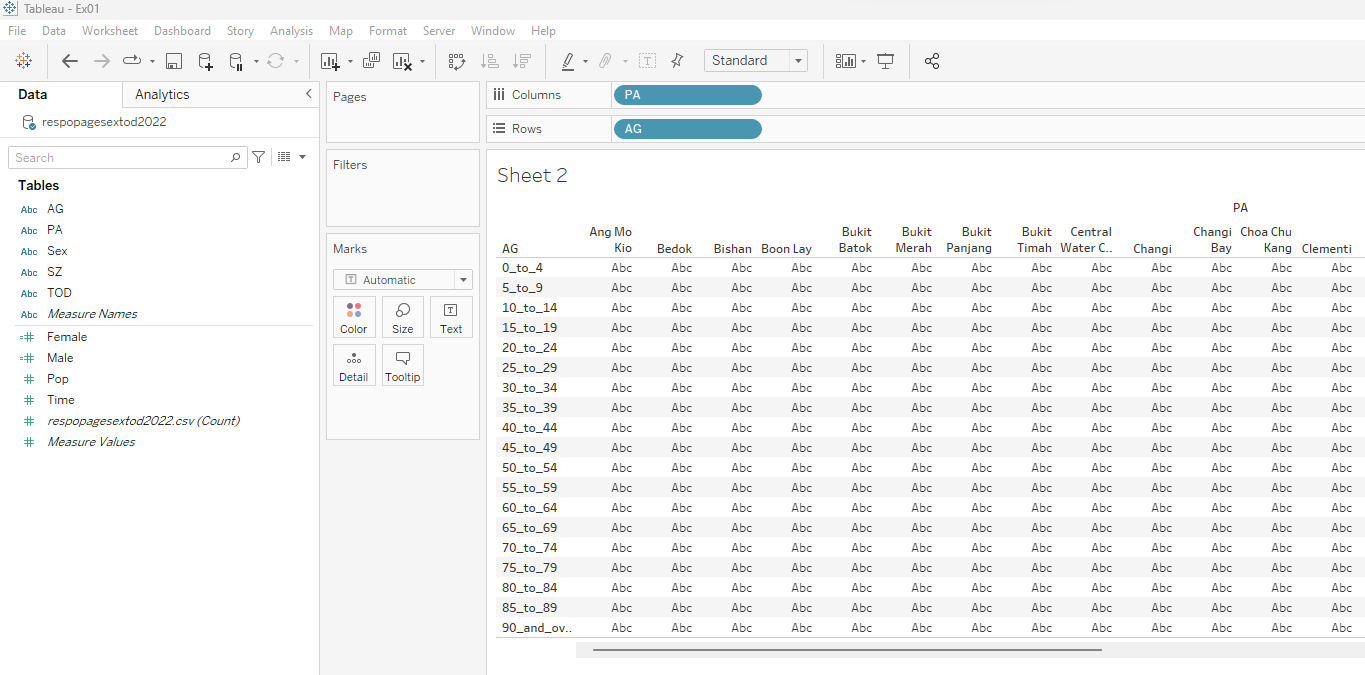 Tableau - Ex01
File Data Worksheet Dashboard Story Analysis Map Format Server Window Help
Standard
Data Analytics
respopagesextod2022
Search
Tables
Abc AG
Abc PA
Abc Sex
Abc SZ
Abc TOD
Abc Measure Names
Female
Male
Pop
Time
respopagesextod2022.csv (Count)
Measure Values
Pages
Filters
Marks
T Automatic
Color Size Text
Detail Tooltip
Columns PA
Rows AG
Sheet 2
PA
AG Ang Mo Kio Bedok Bishan Boon Lay Bukit Batok Bukit Merah Bukit Panjang Bukit Timah Central Water C.. Changi Changi Bay Choa Chu Kang Clementi
0_to_4 Abc Abc Abc Abc Abc Abc Abc Abc Abc Abc Abc Abc Abc
5_to_9 Abc Abc Abc Abc Abc Abc Abc Abc Abc Abc Abc Abc Abc
10_to_14 Abc Abc Abc Abc Abc Abc Abc Abc Abc Abc Abc Abc Abc
15_to_19 Abc Abc Abc Abc Abc Abc Abc Abc Abc Abc Abc Abc Abc
20_to_24 Abc Abc Abc Abc Abc Abc Abc Abc Abc Abc Abc Abc Abc
25_to_29 Abc Abc Abc Abc Abc Abc Abc Abc Abc Abc Abc Abc Abc
30_to_34 Abc Abc Abc Abc Abc Abc Abc Abc Abc Abc Abc Abc Abc
35_to_39 Abc Abc Abc Abc Abc Abc Abc Abc Abc Abc Abc Abc Abc
40_to_44 Abc Abc Abc Abc Abc Abc Abc Abc Abc Abc Abc Abc Abc
45_to_49 Abc Abc Abc Abc Abc Abc Abc Abc Abc Abc Abc Abc Abc
50_to_54 Abc Abc Abc Abc Abc Abc Abc Abc Abc Abc Abc Abc Abc
55_to_59 Abc Abc Abc Abc Abc Abc Abc Abc Abc Abc Abc Abc Abc
60_to_64 Abc Abc Abc Abc Abc Abc Abc Abc Abc Abc Abc Abc Abc
65_to_69 Abc Abc Abc Abc Abc Abc Abc Abc Abc Abc Abc Abc Abc
70_to_74 Abc Abc Abc Abc Abc Abc Abc Abc Abc Abc Abc Abc Abc
75_to_79 Abc Abc Abc Abc Abc Abc Abc Abc Abc Abc Abc Abc Abc
80_to_84 Abc Abc Abc Abc Abc Abc Abc Abc Abc Abc Abc Abc Abc
85_to_89 Abc Abc Abc Abc Abc Abc Abc Abc Abc Abc Abc Abc Abc
90_and_ov.. Abc Abc Abc Abc Abc Abc Abc Abc Abc Abc Abc Abc Abc